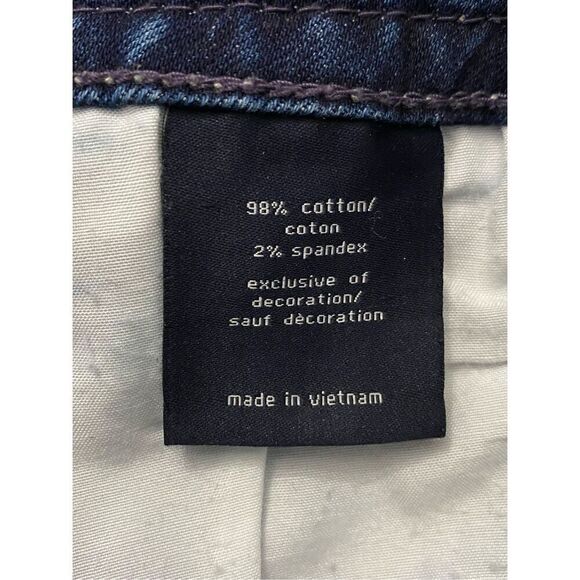 98% cotton/
coton
2% spandex
exclusive of
decoration/
sauf dècoration
made in vietnam